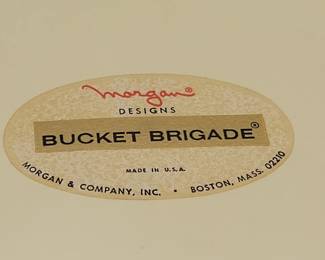 Morgan®
DESIGNS
BUCKET BRIGADE®
MADE IN U.S.A.
MORGAN & COMPANY, INC. • BOSTON, MASS. 02210